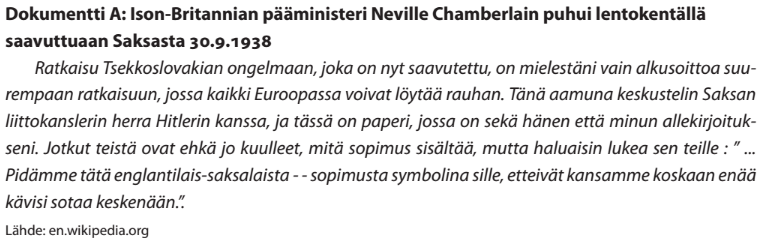 Dokumentti A: Ison-Britannian pääministeri Neville Chamberlain puhui lentokentällä
saavuttuaan Saksasta 30.9.1938
Ratkaisu Tsekkoslovakian ongelmaan, joka on nyt saavutettu, on mielestäni vain alkusoittoa suu-
rempaan ratkaisuun, jossa kaikki Euroopassa voivat löytää rauhan. Tänä aamuna keskustelin Saksan
liittokanslerin herra Hitlerin kanssa, ja tässä on paperi, jossa on sekä hänen että minun allekirjoituk-
seni. Jotkut teistä ovat ehkä jo kuulleet, mitä sopimus sisältää, mutta haluaisin lukea sen teille : ” ...
Pidämme tätä englantilais-saksalaista - - sopimusta symbolina sille, etteivät kansamme koskaan enää
kävisi sotaa keskenään.”.
Lähde: en.wikipedia.org